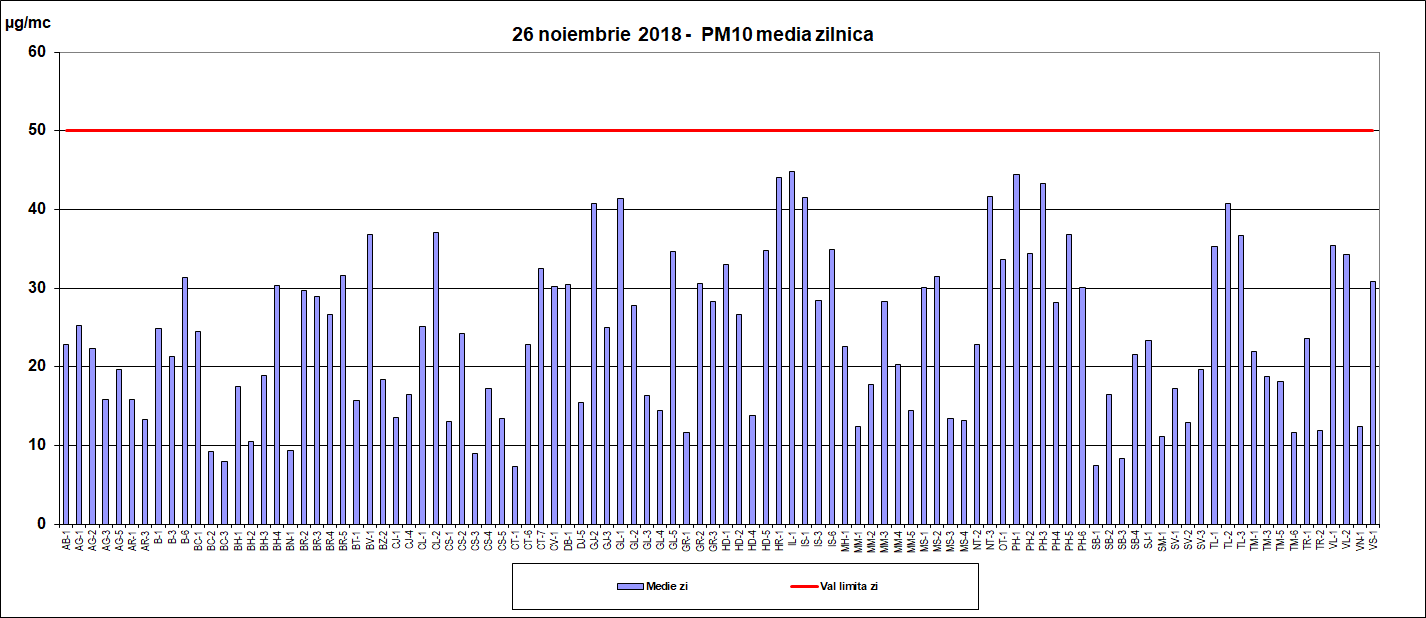 µg/mc
26 noiembrie 2018 - PM10 media zilnica
60
50
40
30
20
10
0
AB-1 AG-1 AG-2 AG-3 AG-5 AR-1 AR-3 B-1 B-3 B-6 BC-1 BC-2 BC-3 BH-1 BH-2 BH-3 BH-4 BN-1 BR-2 BR-3 BR-4 BR-5 BT-1 BV-1 BZ-2 CJ-1 CJ-4 CL-1 CL-2 CS-1 CS-2 CS-3 CS-4 CS-5 CT-1 CT-6 CT-7 CV-1 DB-1 DJ-5 GJ-2 GJ-3 GL-1 GL-2 GL-3 GL-4 GL-5 GR-1 GR-2 GR-3 HD-1 HD-2 HD-4 HD-5 HR-1 IL-1 IS-1 IS-3 IS-6 MH-1 MM-1 MM-2 MM-3 MM-4 MM-5 MS-1 MS-2 MS-3 MS-4 NT-2 NT-3 OT-1 PH-1 PH-2 PH-3 PH-4 PH-5 PH-6 SB-1 SB-2 SB-3 SB-4 SJ-1 SM-1 SV-1 SV-2 SV-3 TL-1 TL-2 TL-3 TM-1 TM-3 TM-5 TM-6 TR-1 TR-2 VL-1 VL-2 VN-1 VS-1
Medie zi Val limita zi